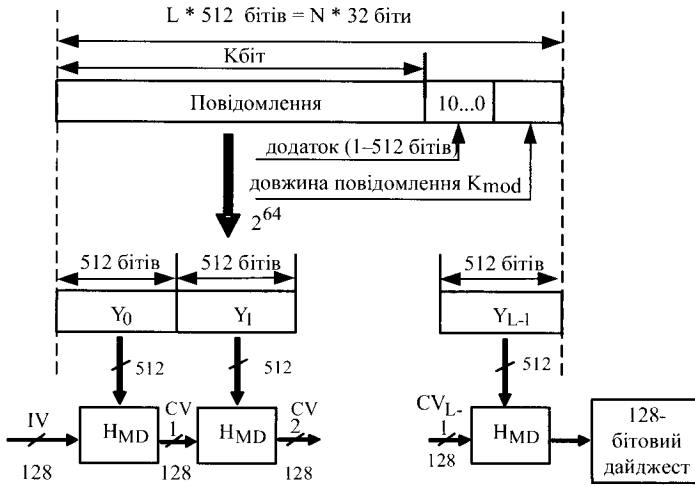 L * 512 бітів = N * 32 біти
Kбіт
Повідомлення
10...0
додаток (1–512 бітів)
довжина повідомлення Kmod
2^64
512 бітів
512 бітів
512 бітів
Y0
Y1
YL-1
512
512
512
IV
128
HMD
CV
1
128
HMD
CV
2
128
CVL-
1
128
HMD
128-
бітовий
дайджест